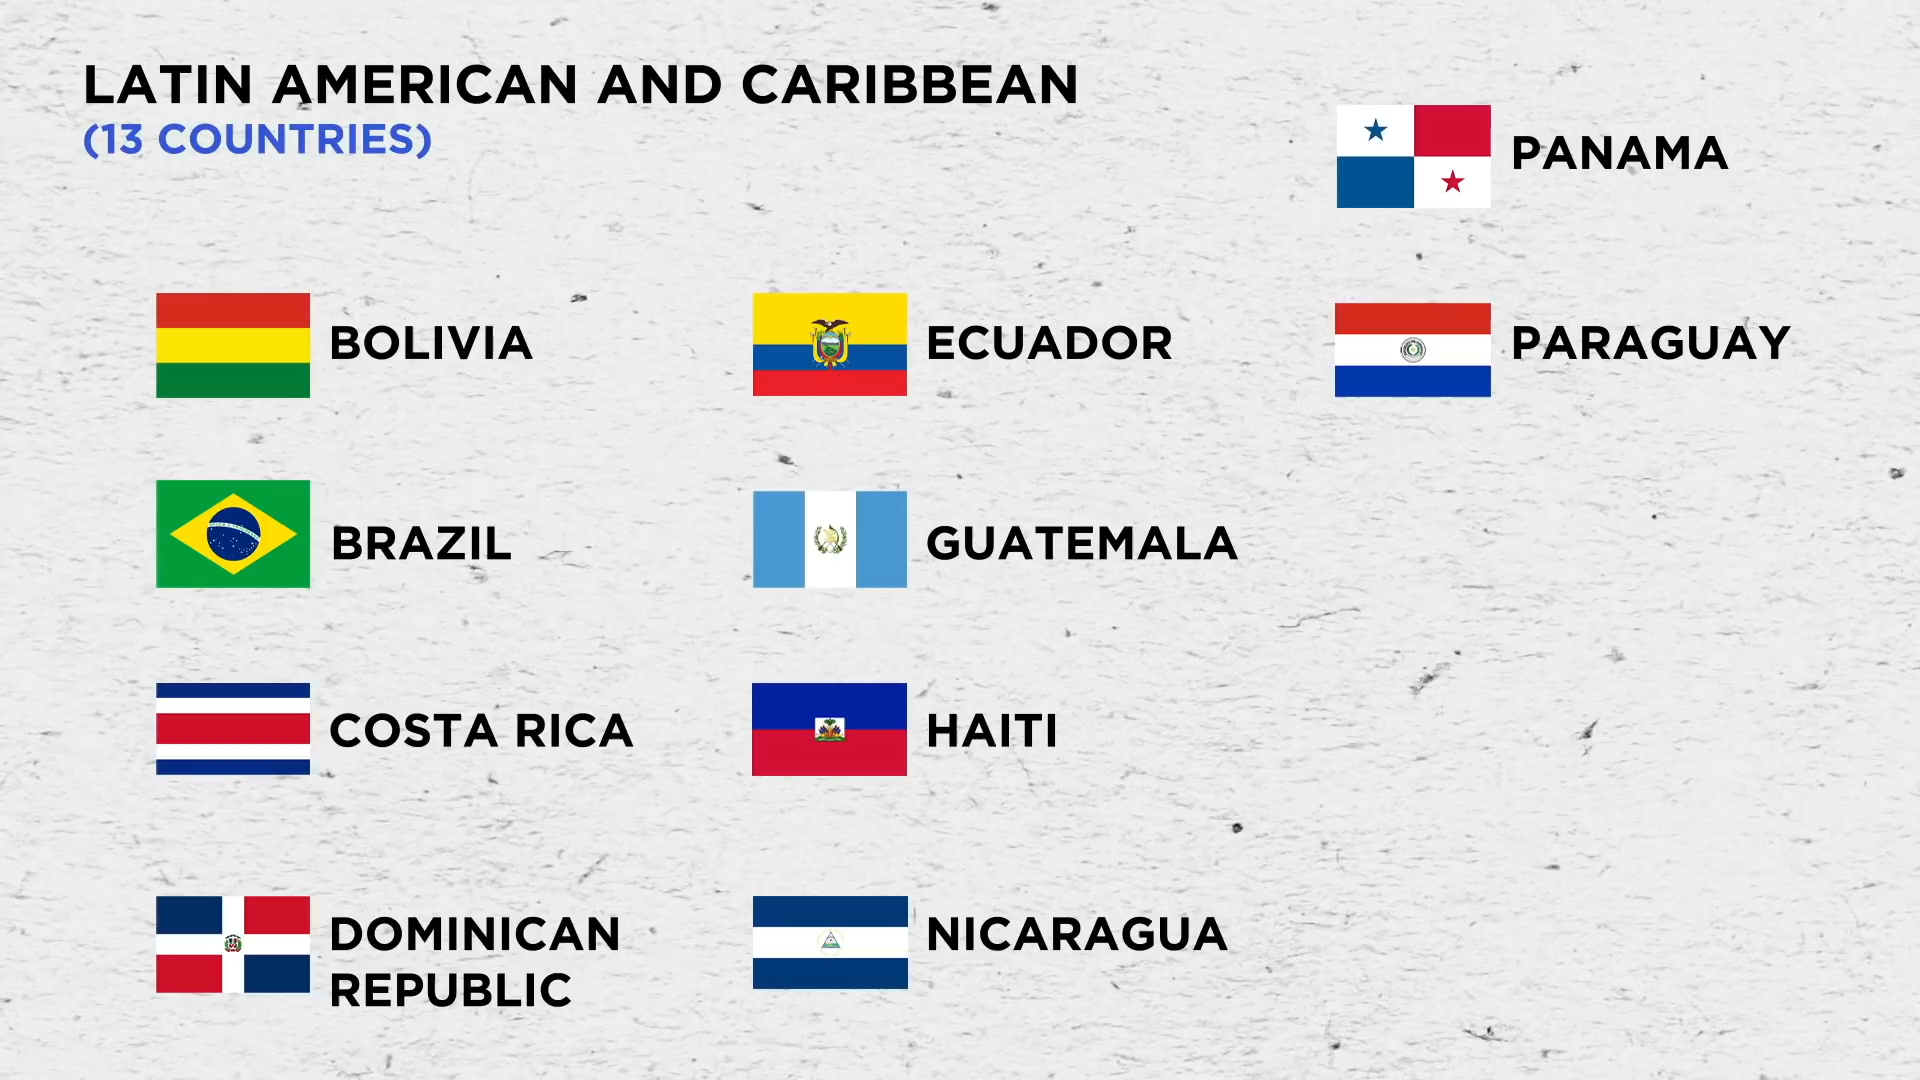 LATIN AMERICAN AND CARIBBEAN
(13 COUNTRIES)
BOLIVIA
BRAZIL
COSTA RICA
DOMINICAN
REPUBLIC
ECUADOR
GUATEMALA
HAITI
NICARAGUA
PANAMA
PARAGUAY